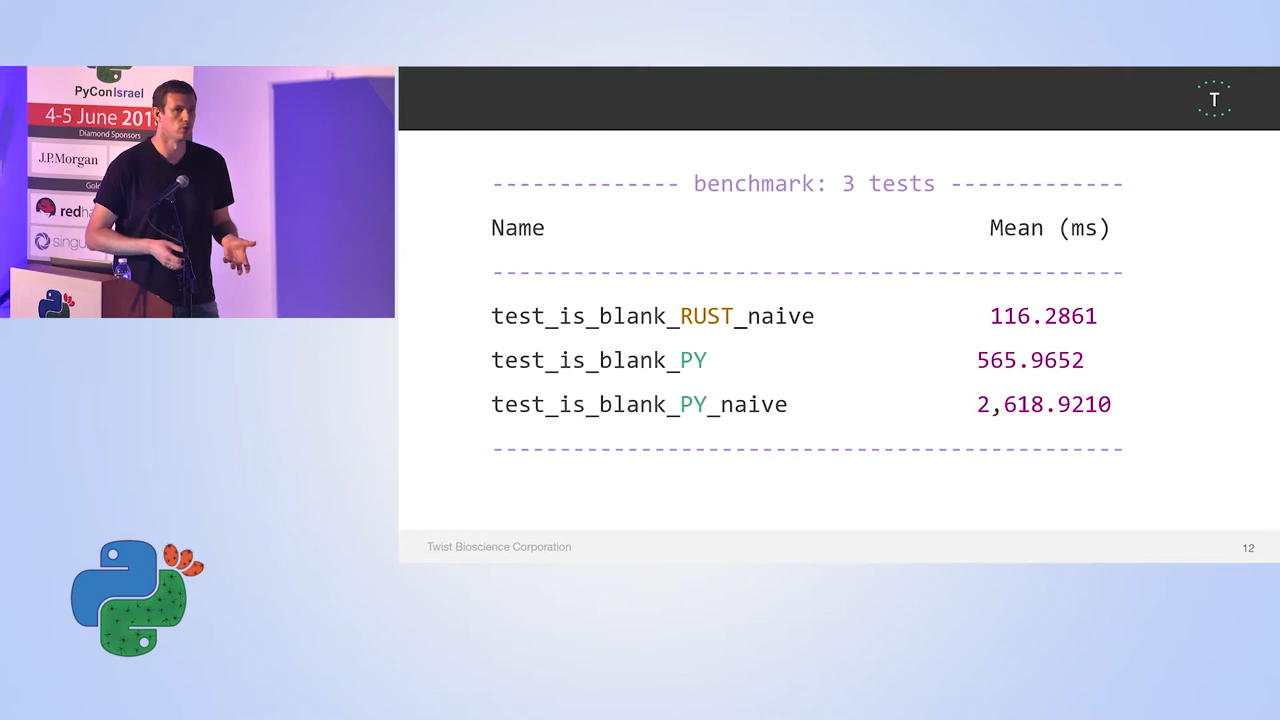 PyConIsrael
4-5 June 201
Diamond Sponsors
J.P.Morgan
T
-------------- benchmark: 3 tests -------------
Name Mean (ms)
-----------------------------------------------
test_is_blank_RUST_naive 116.2861
test_is_blank_PY 565.9652
test_is_blank_PY_naive 2,618.9210
-----------------------------------------------
Twist Bioscience Corporation
12